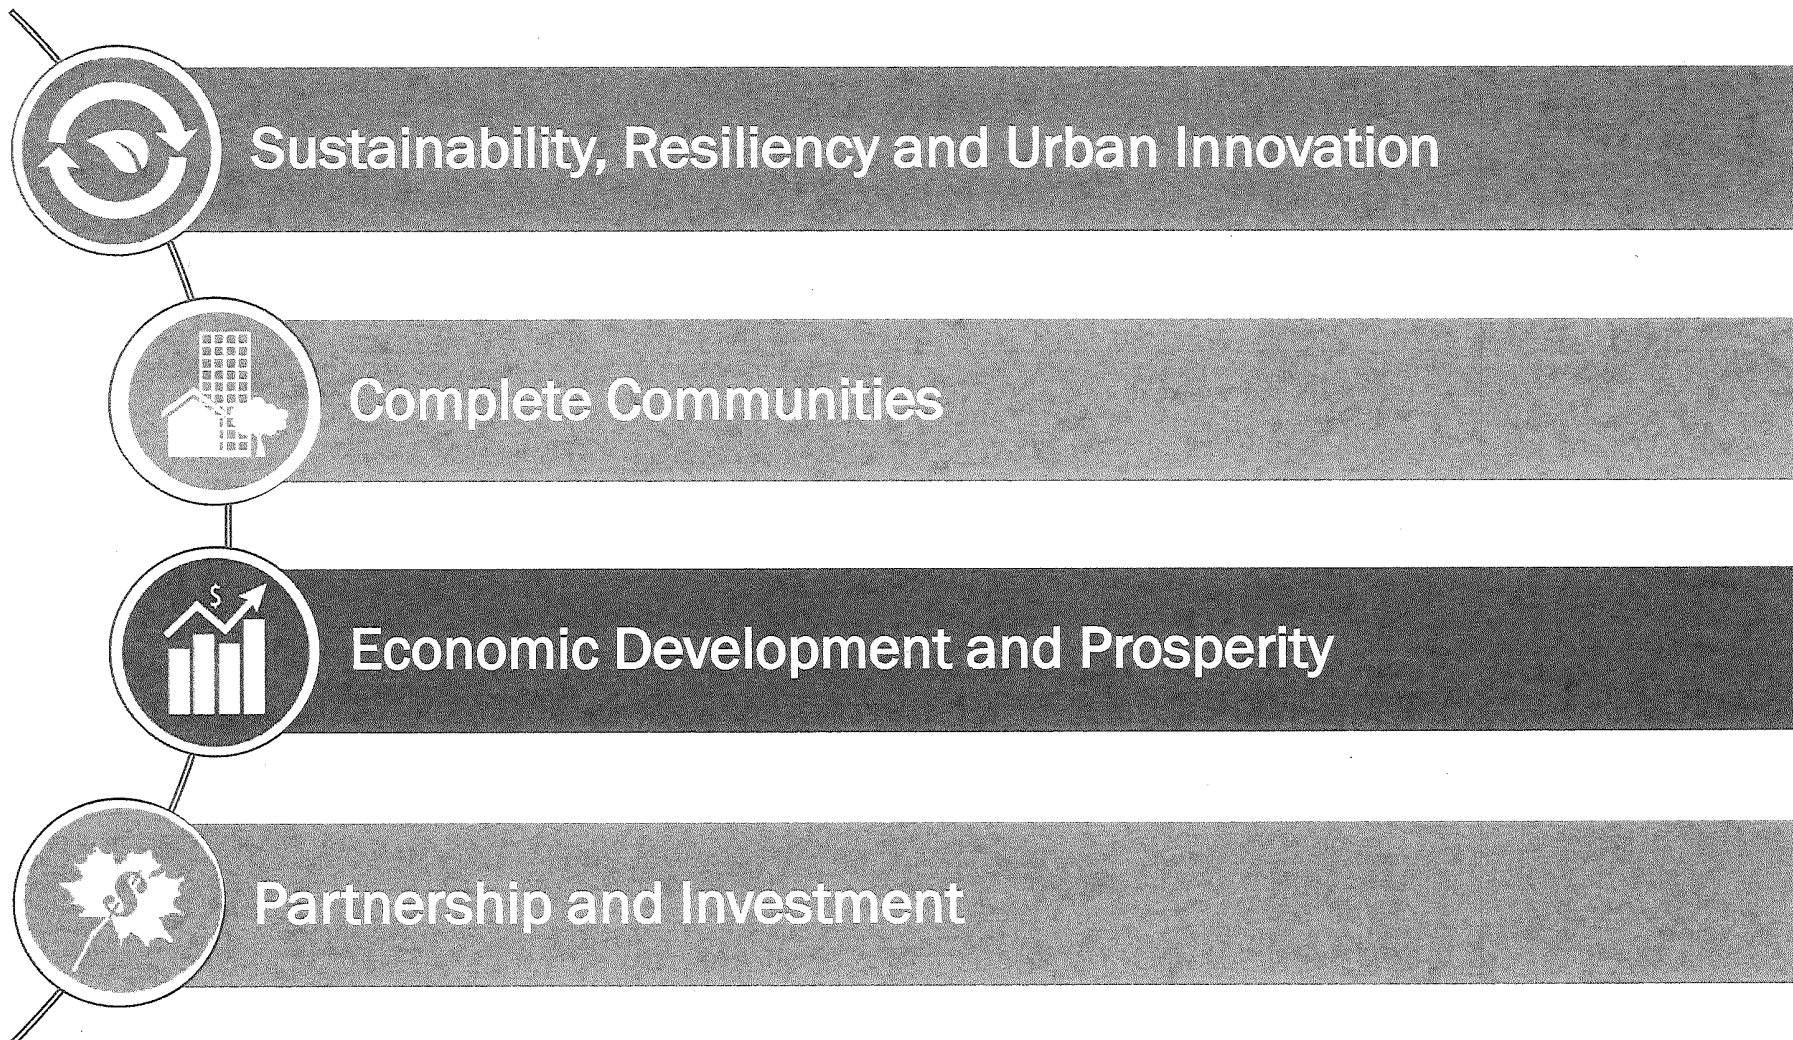 Sustainability, Resiliency and Urban Innovation
Complete Communities
$
Economic Development and Prosperity
$
Partnership and Investment